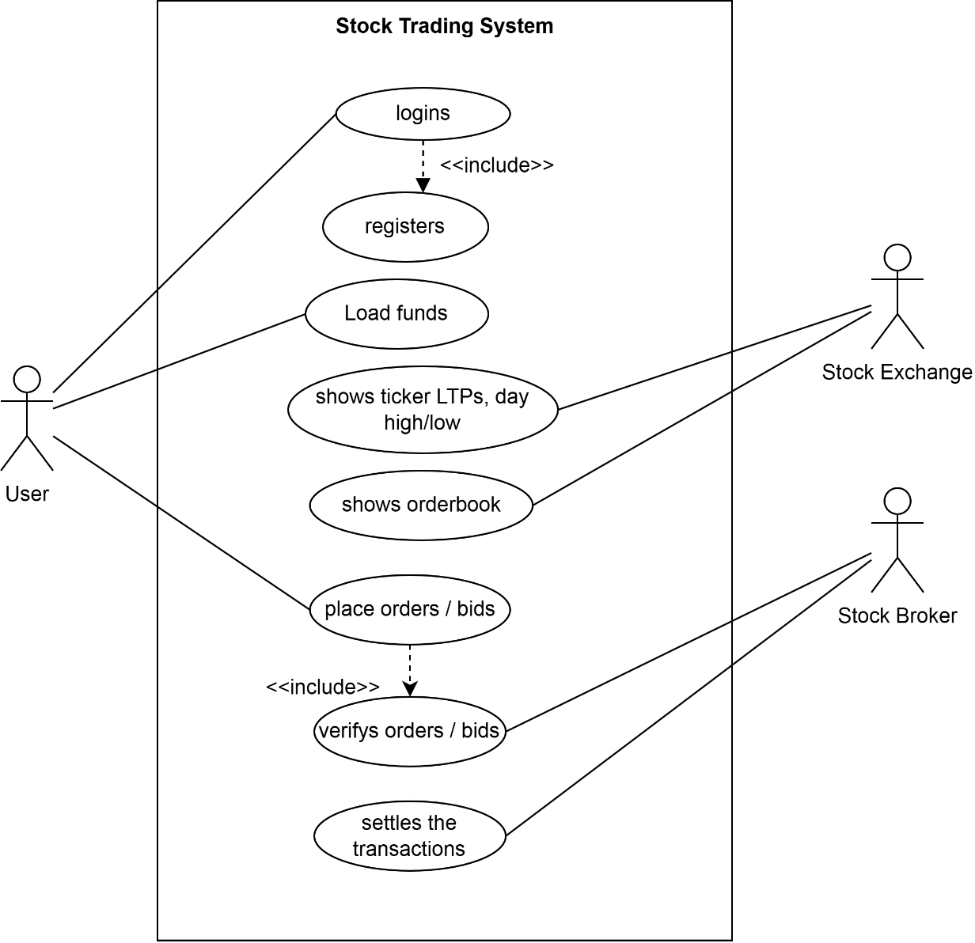 Stock Trading System
logins
<<include>>
registers
Load funds
shows ticker LTPs, day
high/low
Stock Exchange
User
shows orderbook
place orders / bids
Stock Broker
<<include>>
verifys orders / bids
settles the
transactions